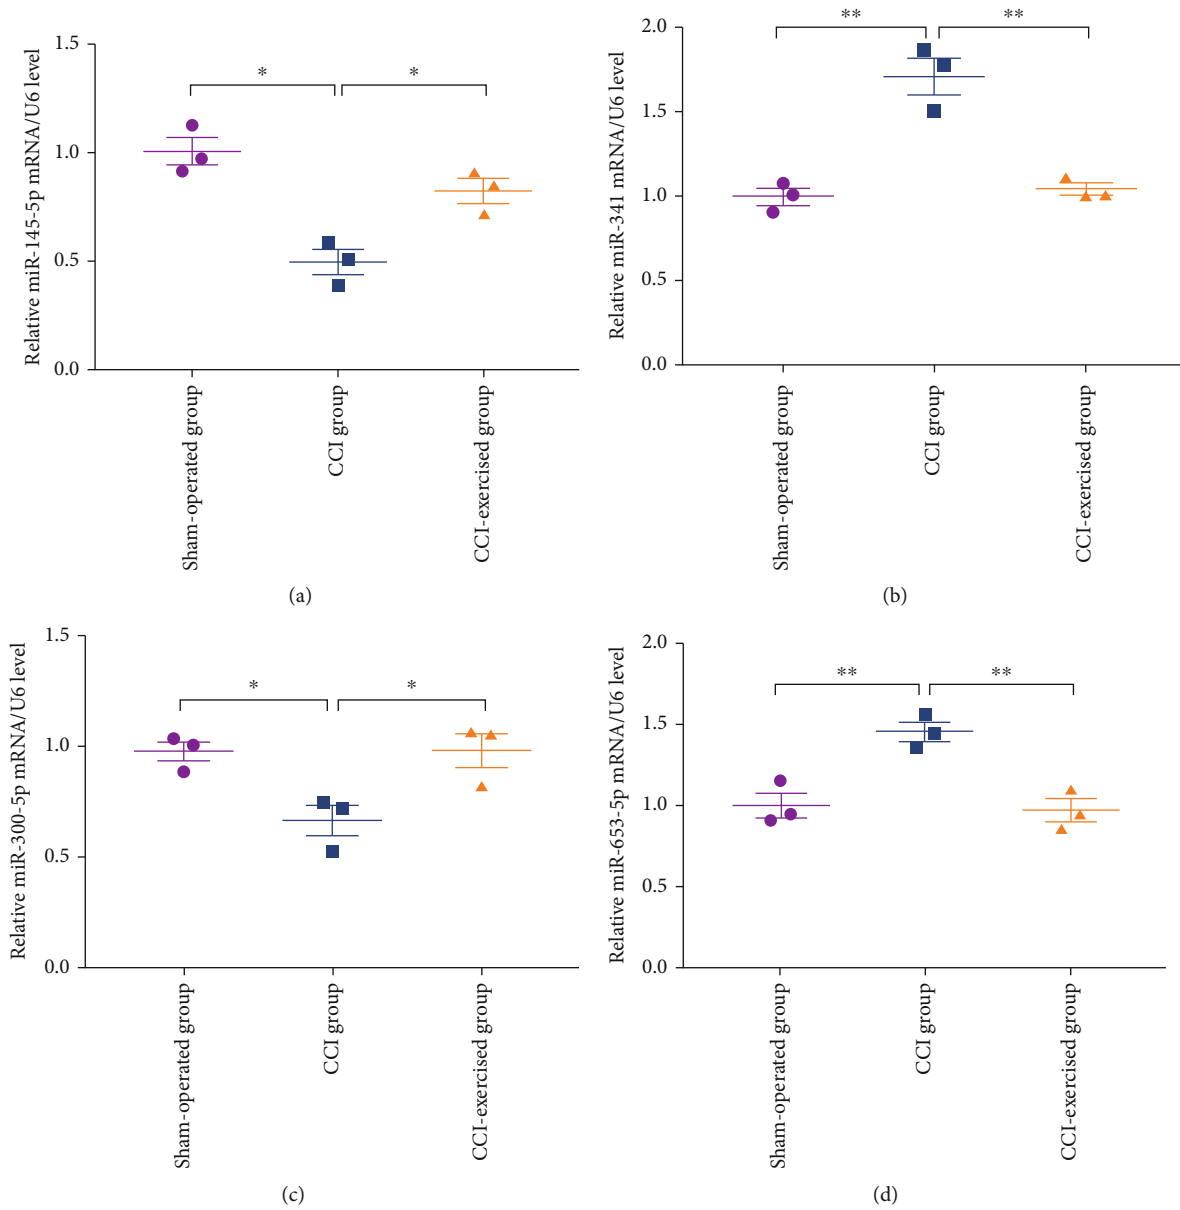 Relative miR-145-5p mRNA/U6 level
1.5
1.0
0.5
0.0
*
*
Sham-operated group
CCI group
CCI-exercised group
(a)
Relative miR-341 mRNA/U6 level
2.0
1.5
1.0
0.5
0.0
**
**
Sham-operated group
CCI group
CCI-exercised group
(b)
Relative miR-300-5p mRNA/U6 level
1.5
1.0
0.5
0.0
*
*
Sham-operated group
CCI group
CCI-exercised group
(c)
Relative miR-653-5p mRNA/U6 level
2.0
1.5
1.0
0.5
0.0
**
**
Sham-operated group
CCI group
CCI-exercised group
(d)